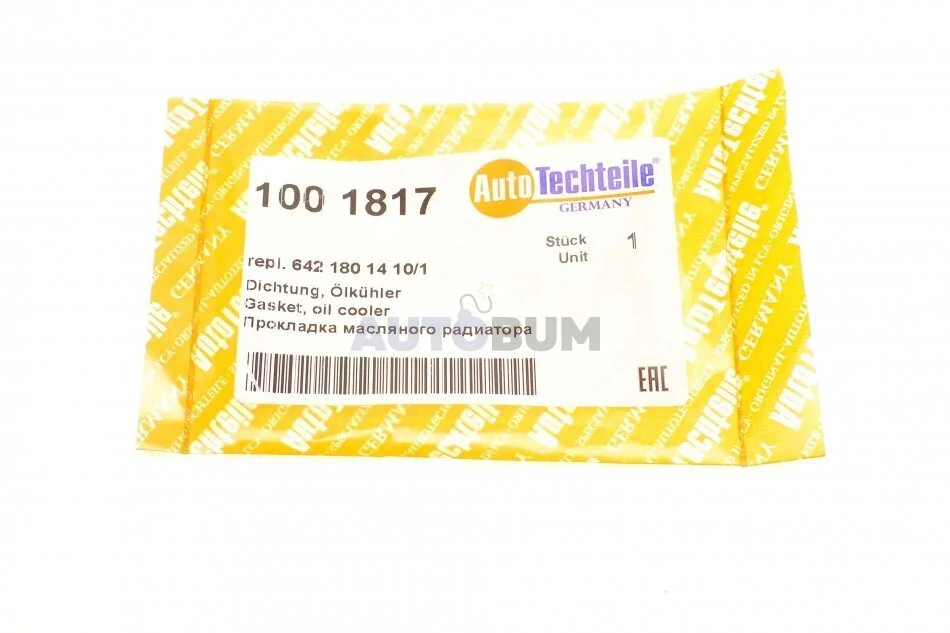 100 1817
AutoTechteile®
GERMANY
Stück 1
Unit
repl. 642 180 14 10/1
Dichtung, Ölkühler
Gasket, oil cooler
Прокладка масляного радиатора
AUTOBUM
EAC